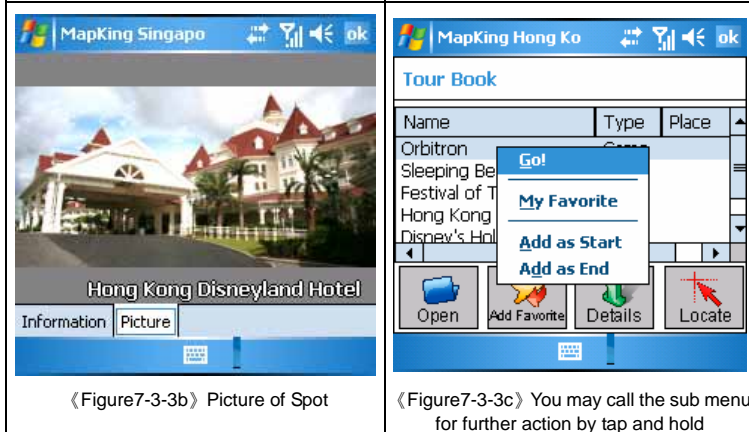 MapKing Singapo
ok
Hong Kong Disneyland Hotel
Information Picture
《Figure7-3-3b》 Picture of Spot
MapKing Hong Ko
ok
Tour Book
Name Type Place
Orbitron
Sleeping Be
Festival of T
Hong Kong
Disney's Hol
Go!
My Favorite
Add as Start
Add as End
Open Add Favorite Details Locate
《Figure7-3-3c》 You may call the sub menu
for further action by tap and hold